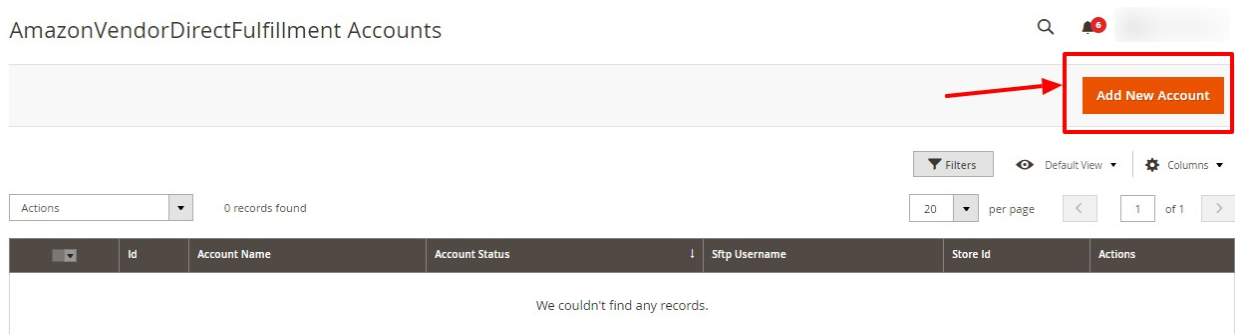 AmazonVendorDirectFulfillment Accounts
6
Add New Account
Filters Default View Columns
Actions 0 records found 20 per page 1 of 1
Id Account Name Account Status ↓ Sftp Username Store Id Actions
We couldn't find any records.